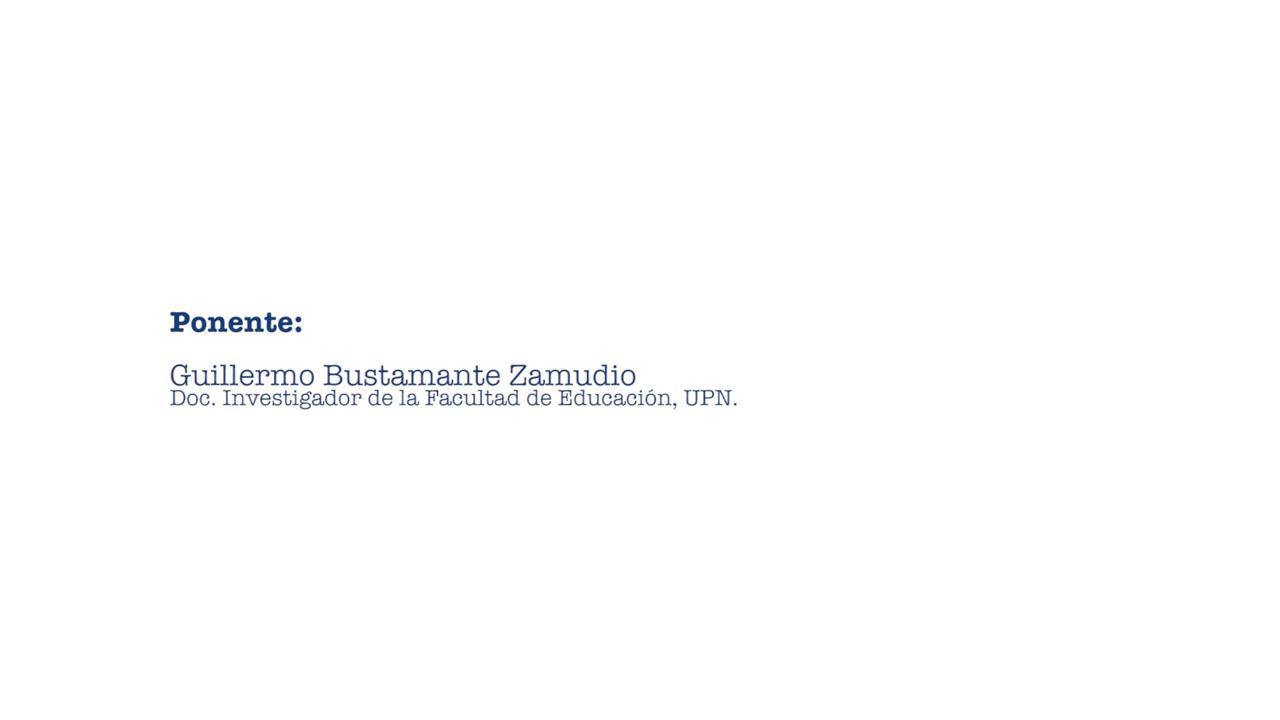 Ponente:
Guillermo Bustamante Zamudio
Doc. Investigador de la Facultad de Educación, UPN.